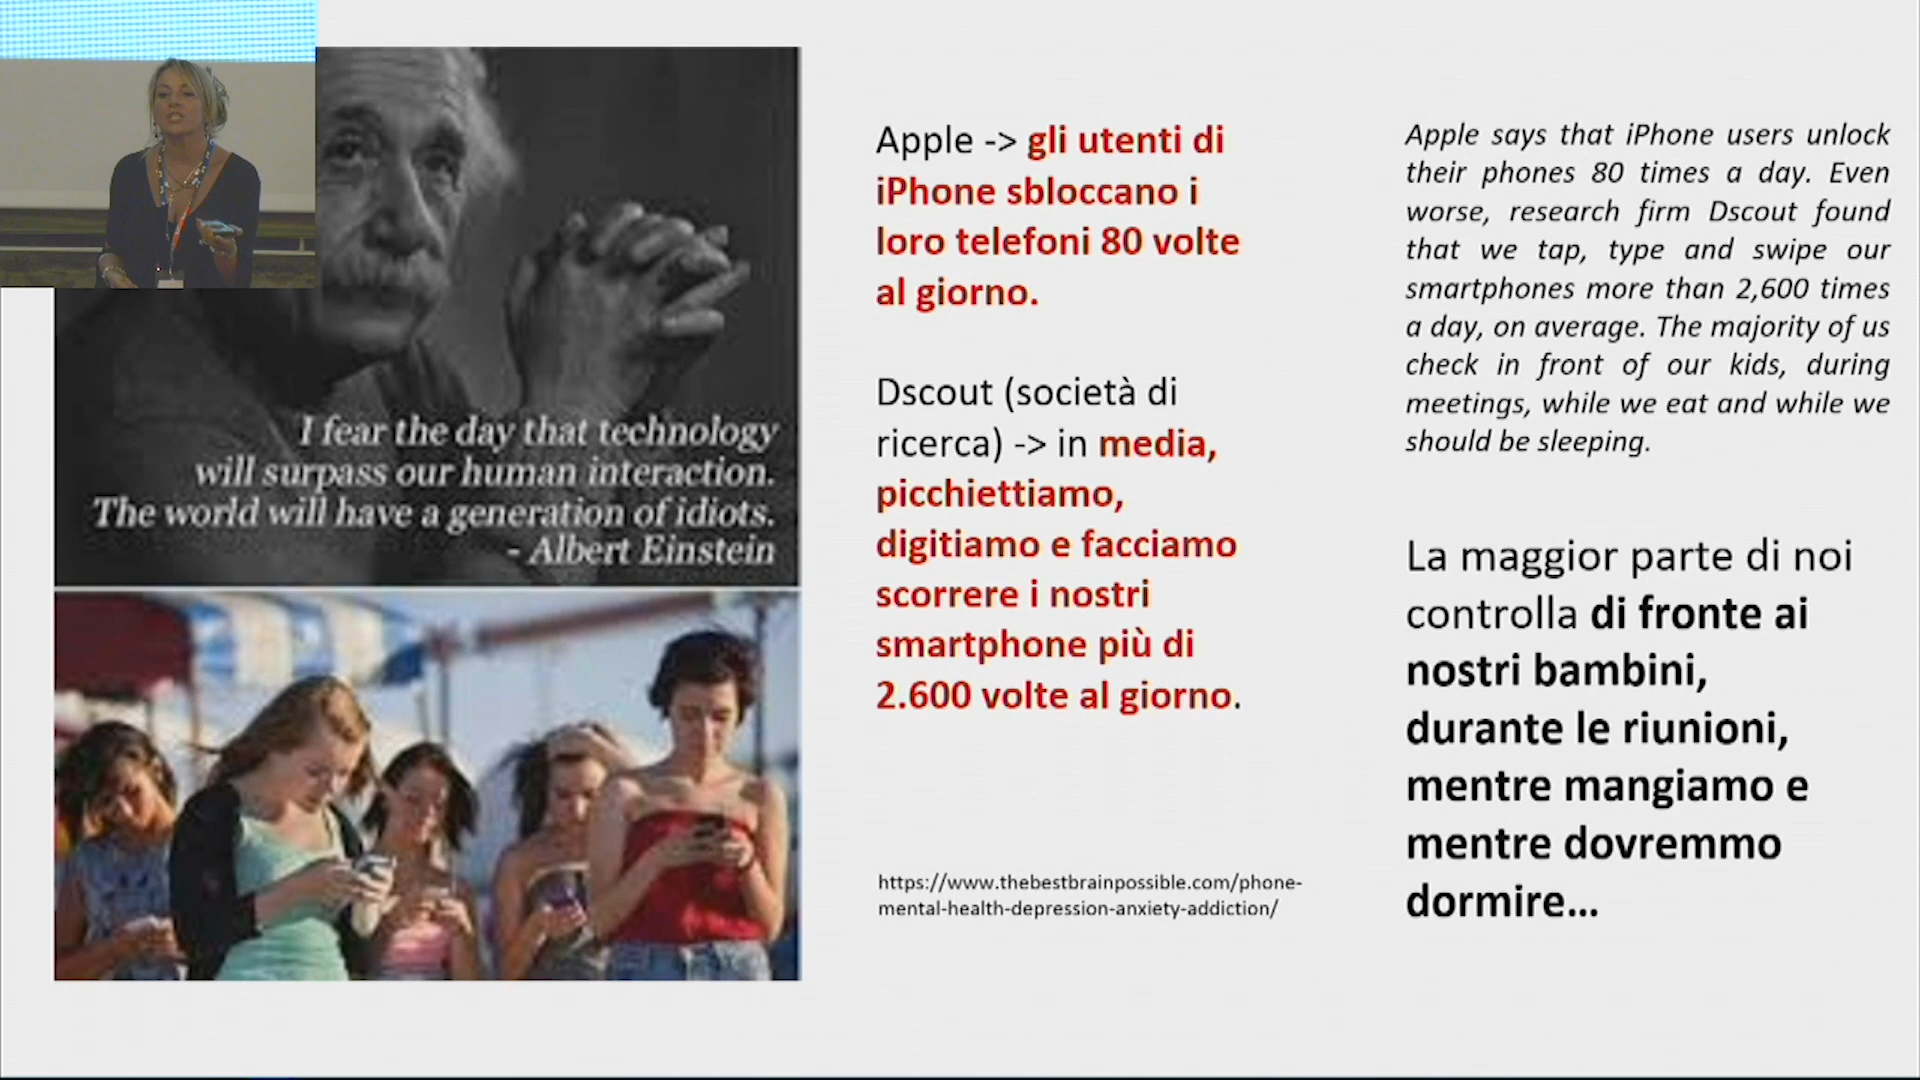 I fear the day that technology
will surpass our human interaction.
The world will have a generation of idiots.
- Albert Einstein
Apple -> gli utenti di
iPhone sbloccano i
loro telefoni 80 volte
al giorno.
Dscout (società di
ricerca) -> in media,
picchiettiamo,
digitiamo e facciamo
scorrere i nostri
smartphone più di
2.600 volte al giorno.
https://www.thebestbrainpossible.com/phone-
mental-health-depression-anxiety-addiction/
Apple says that iPhone users unlock
their phones 80 times a day. Even
worse, research firm Dscout found
that we tap, type and swipe our
smartphones more than 2,600 times
a day, on average. The majority of us
check in front of our kids, during
meetings, while we eat and while we
should be sleeping.
La maggior parte di noi
controlla di fronte ai
nostri bambini,
durante le riunioni,
mentre mangiamo e
mentre dovremmo
dormire...